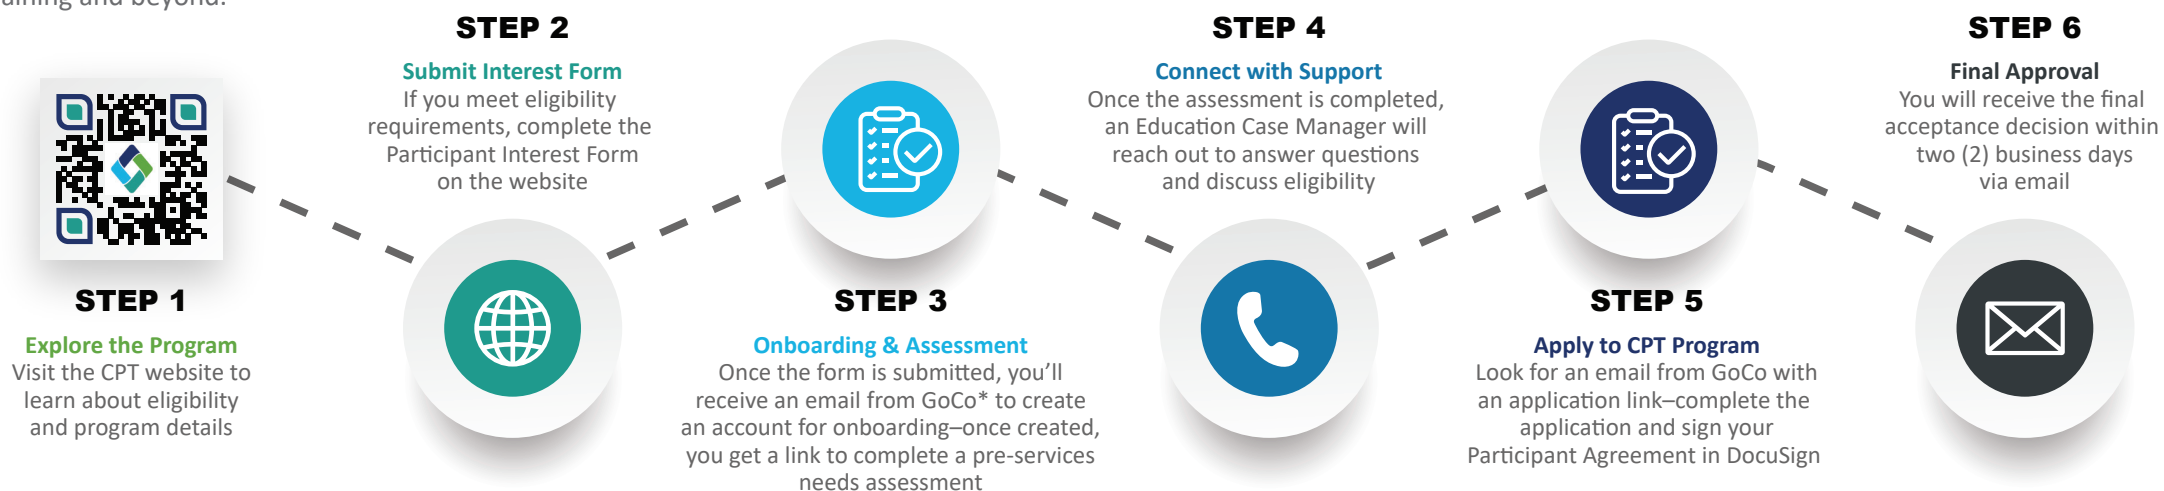 and beyond.
STEP 1
Explore the Program
Visit the CPT website to
learn about eligibility
and program details
STEP 2
Submit Interest Form
If you meet eligibility
requirements, complete the
Participant Interest Form
on the website
STEP 3
Onboarding & Assessment
Once the form is submitted, you’ll
receive an email from GoCo* to create
an account for onboarding–once created,
you get a link to complete a pre-services
needs assessment
STEP 4
Connect with Support
Once the assessment is completed,
an Education Case Manager will
reach out to answer questions
and discuss eligibility
STEP 5
Apply to CPT Program
Look for an email from GoCo with
an application link–complete the
application and sign your
Participant Agreement in DocuSign
STEP 6
Final Approval
You will receive the final
acceptance decision within
two (2) business days
via email